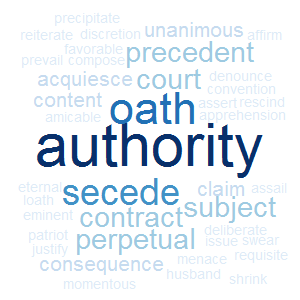 precipitate
unanimous
reiterate discretion affirm
favorable precedent
prevail compose
acquiesce court denounce
convention
content oath assert rescind
amicable apprehension
authority
eternal secede claim assail
loath
eminent contract subject
patriot deliberate
justify perpetual issue swear
menace requisite
consequence husband
momentous shrink